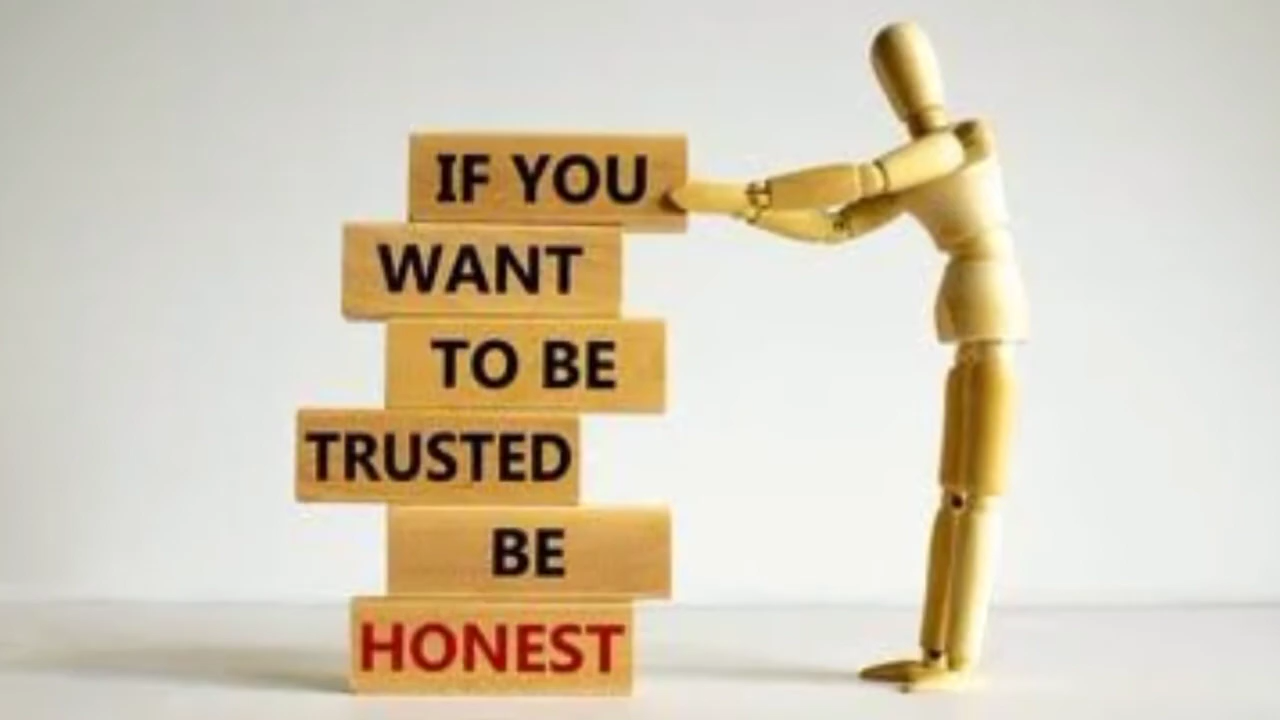 IF YOU
WANT
TO BE
TRUSTED
BE
HONEST